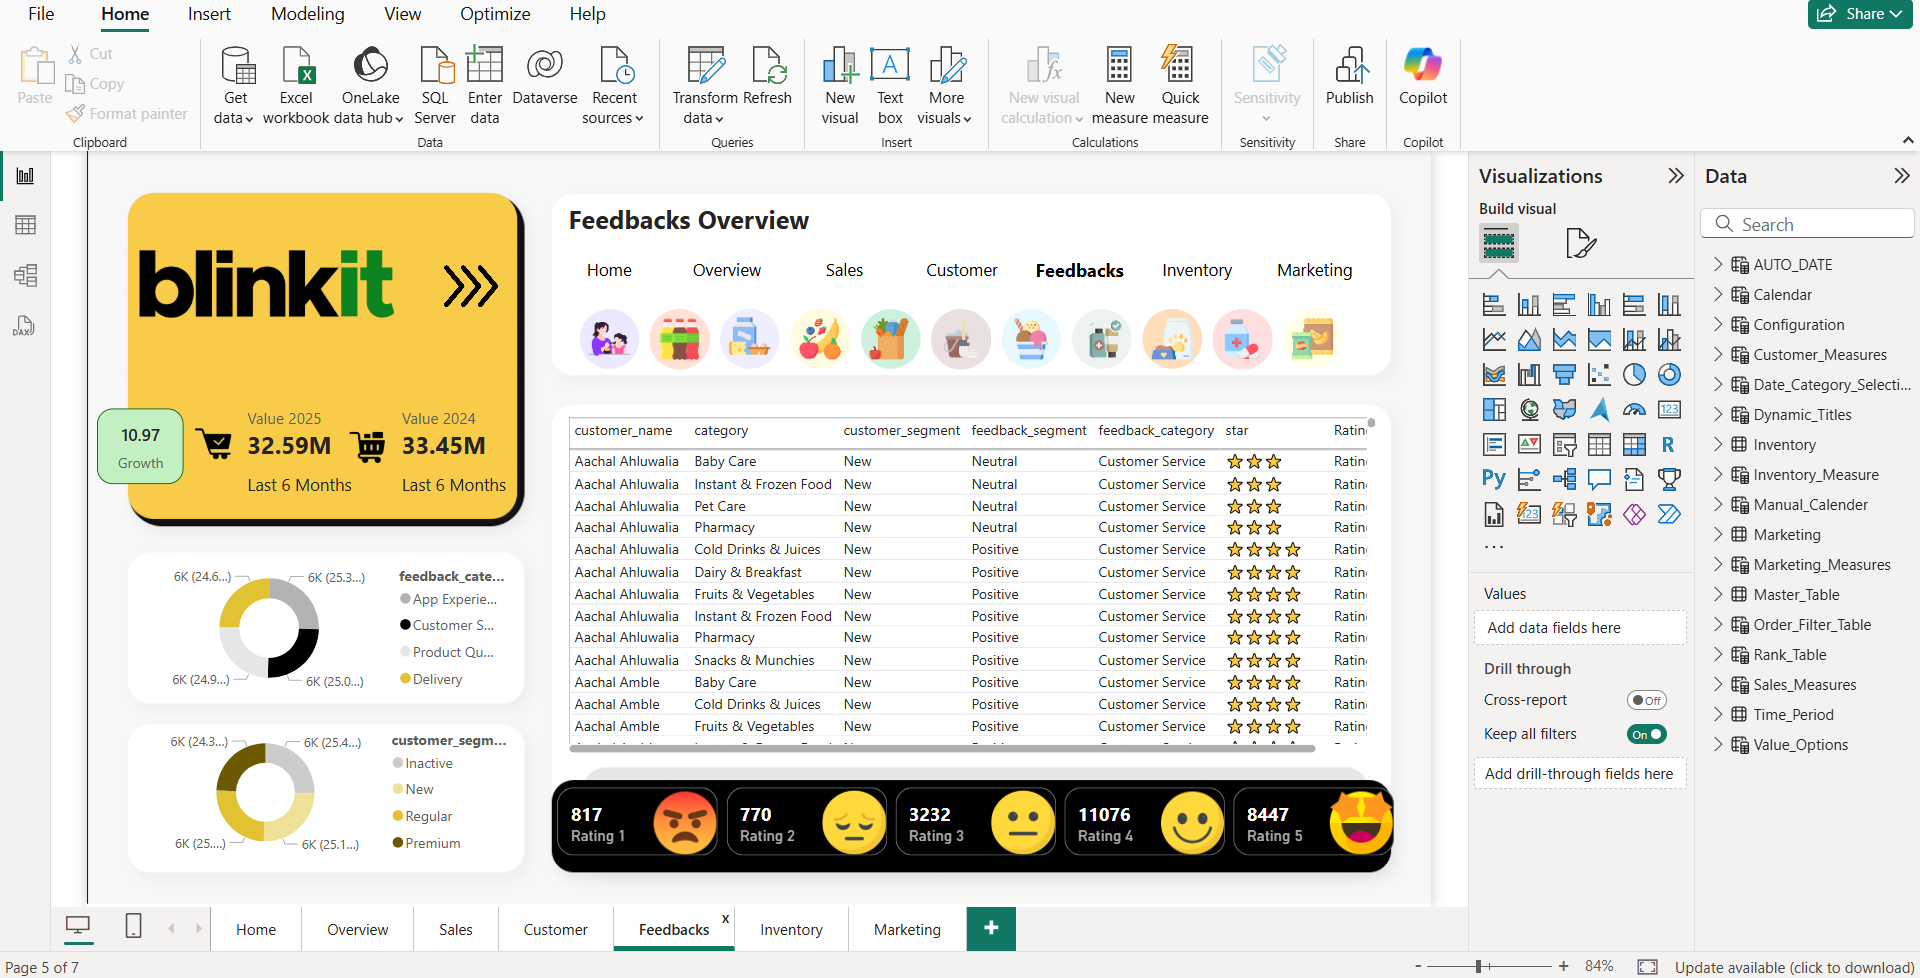 File Home Insert Modeling View Optimize Help
Share
Paste
Cut
Copy
Format painter
Clipboard
Get data
Excel workbook
OneLake data hub
SQL Server
Enter data
Dataverse
Recent sources
Data
Transform data
Refresh
Queries
New visual
Text box
More visuals
Insert
New visual calculation
New measure
Quick measure
Calculations
Sensitivity
Sensitivity
Publish
Share
Copilot
Copilot
DAX
blinkit
10.97
Growth
Value 2025
32.59M
Last 6 Months
Value 2024
33.45M
Last 6 Months
6K (24.6...)
6K (25.3...)
6K (24.9...)
6K (25.0...)
feedback_cate...
App Experie...
Customer S...
Product Qu...
Delivery
6K (24.3...)
6K (25.4...)
6K (25....)
6K (25.1...)
customer_segm...
Inactive
New
Regular
Premium
Feedbacks Overview
Home Overview Sales Customer Feedbacks Inventory Marketing
customer_name category customer_segment feedback_segment feedback_category star Ratin
Aachal Ahluwalia Baby Care New Neutral Customer Service Ratin
Aachal Ahluwalia Instant & Frozen Food New Neutral Customer Service Ratin
Aachal Ahluwalia Pet Care New Neutral Customer Service Ratin
Aachal Ahluwalia Pharmacy New Neutral Customer Service Ratin
Aachal Ahluwalia Cold Drinks & Juices New Positive Customer Service Ratin
Aachal Ahluwalia Dairy & Breakfast New Positive Customer Service Ratin
Aachal Ahluwalia Fruits & Vegetables New Positive Customer Service Ratin
Aachal Ahluwalia Instant & Frozen Food New Positive Customer Service Ratin
Aachal Ahluwalia Pharmacy New Positive Customer Service Ratin
Aachal Ahluwalia Snacks & Munchies New Positive Customer Service Ratin
Aachal Amble Baby Care New Positive Customer Service Ratin
Aachal Amble Cold Drinks & Juices New Positive Customer Service Ratin
Aachal Amble Fruits & Vegetables New Positive Customer Service Ratin
817
Rating 1
770
Rating 2
3232
Rating 3
11076
Rating 4
8447
Rating 5
Visualizations
Build visual
123
R
Py
123
...
Values
Add data fields here
Drill through
Cross-report Off
Keep all filters On
Add drill-through fields here
Data
Search
AUTO_DATE
Calendar
Configuration
Customer_Measures
Date_Category_Selecti...
Dynamic_Titles
Inventory
Inventory_Measure
Manual_Calender
Marketing
Marketing_Measures
Master_Table
Order_Filter_Table
Rank_Table
Sales_Measures
Time_Period
Value_Options
Home Overview Sales Customer Feedbacks x Inventory Marketing +
Page 5 of 7
- + 84% Update available (click to download)